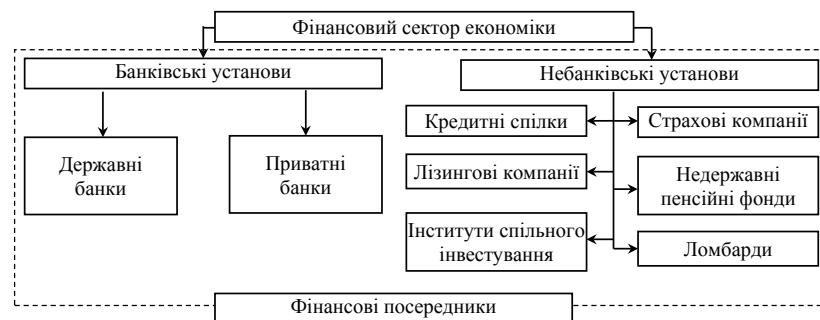 Фінансовий сектор економіки
Банківські установи
Небанківські установи
Кредитні спілки
Страхові компанії
Державні
банки
Приватні
банки
Лізингові компанії
Недержавні
пенсійні фонди
Інститути спільного
інвестування
Ломбарди
Фінансові посередники